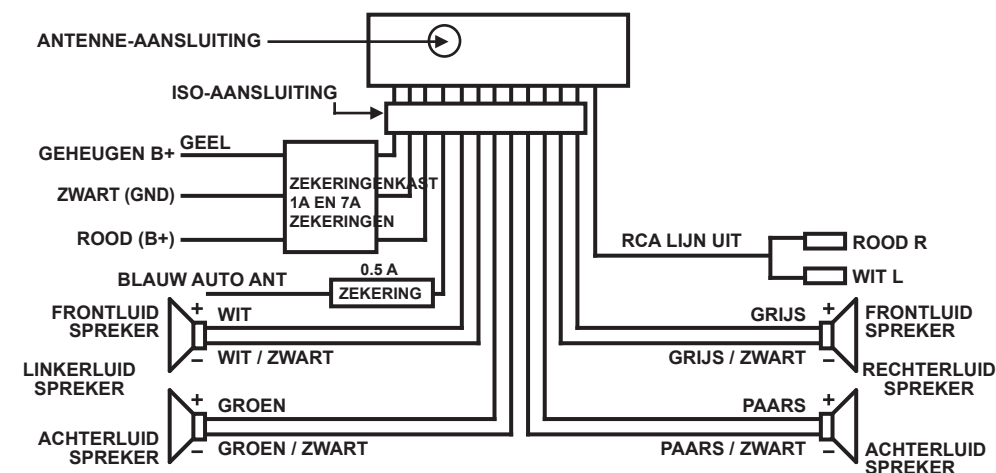 ANTENNE-AANSLUITING
ISO-AANSLUITING
GEHEUGEN B+
GEEL
ZWART (GND)
ROOD (B+)
ZEKERINGENKAST
1A EN 7A
ZEKERINGEN
BLAUW AUTO ANT
0.5 A
ZEKERING
RCA LIJN UIT
ROOD R
WIT L
FRONTLUID
SPREKER
+
WIT
–
WIT / ZWART
LINKERLUID
SPREKER
+
GROEN
–
GROEN / ZWART
ACHTERLUID
SPREKER
GRIJS
+
FRONTLUID
SPREKER
GRIJS / ZWART
–
RECHTERLUID
SPREKER
PAARS
+
PAARS / ZWART
–
ACHTERLUID
SPREKER